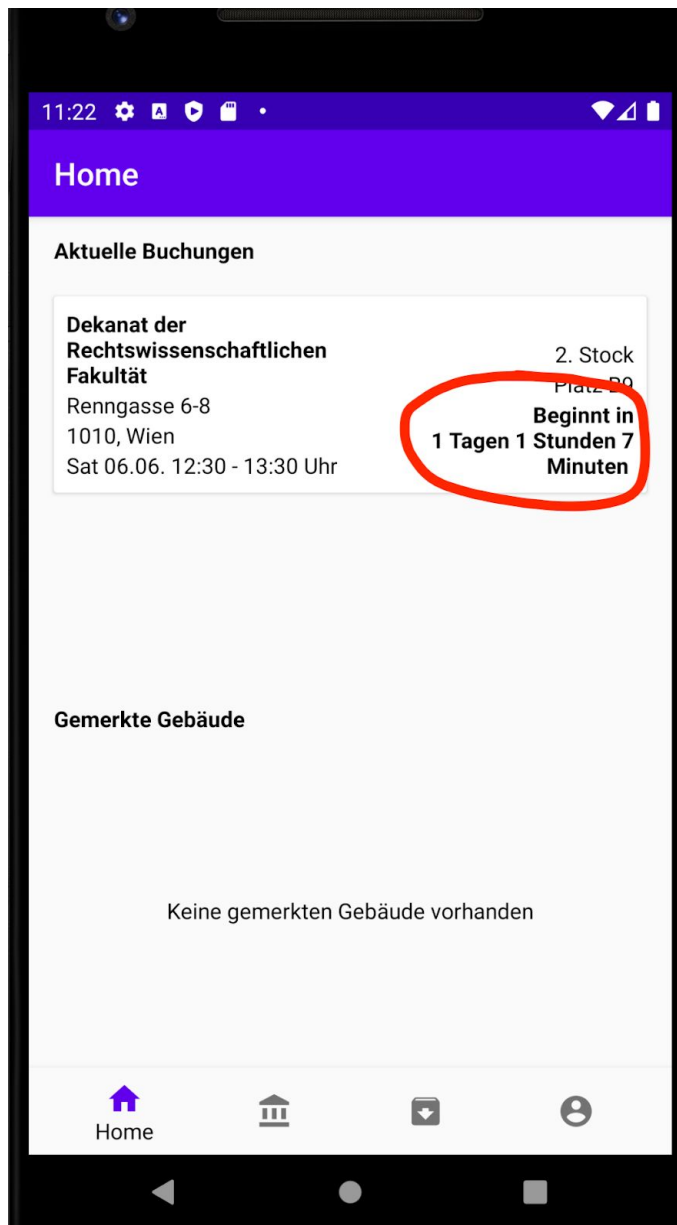 11:22
Home
Aktuelle Buchungen
Dekanat der
Rechtswissenschaftlichen
Fakultät
Renngasse 6-8
1010, Wien
Sat 06.06. 12:30 - 13:30 Uhr
2. Stock
Platz B9
Beginnt in
1 Tagen 1 Stunden 7
Minuten
Gemerkte Gebäude
Keine gemerkten Gebäude vorhanden
Home